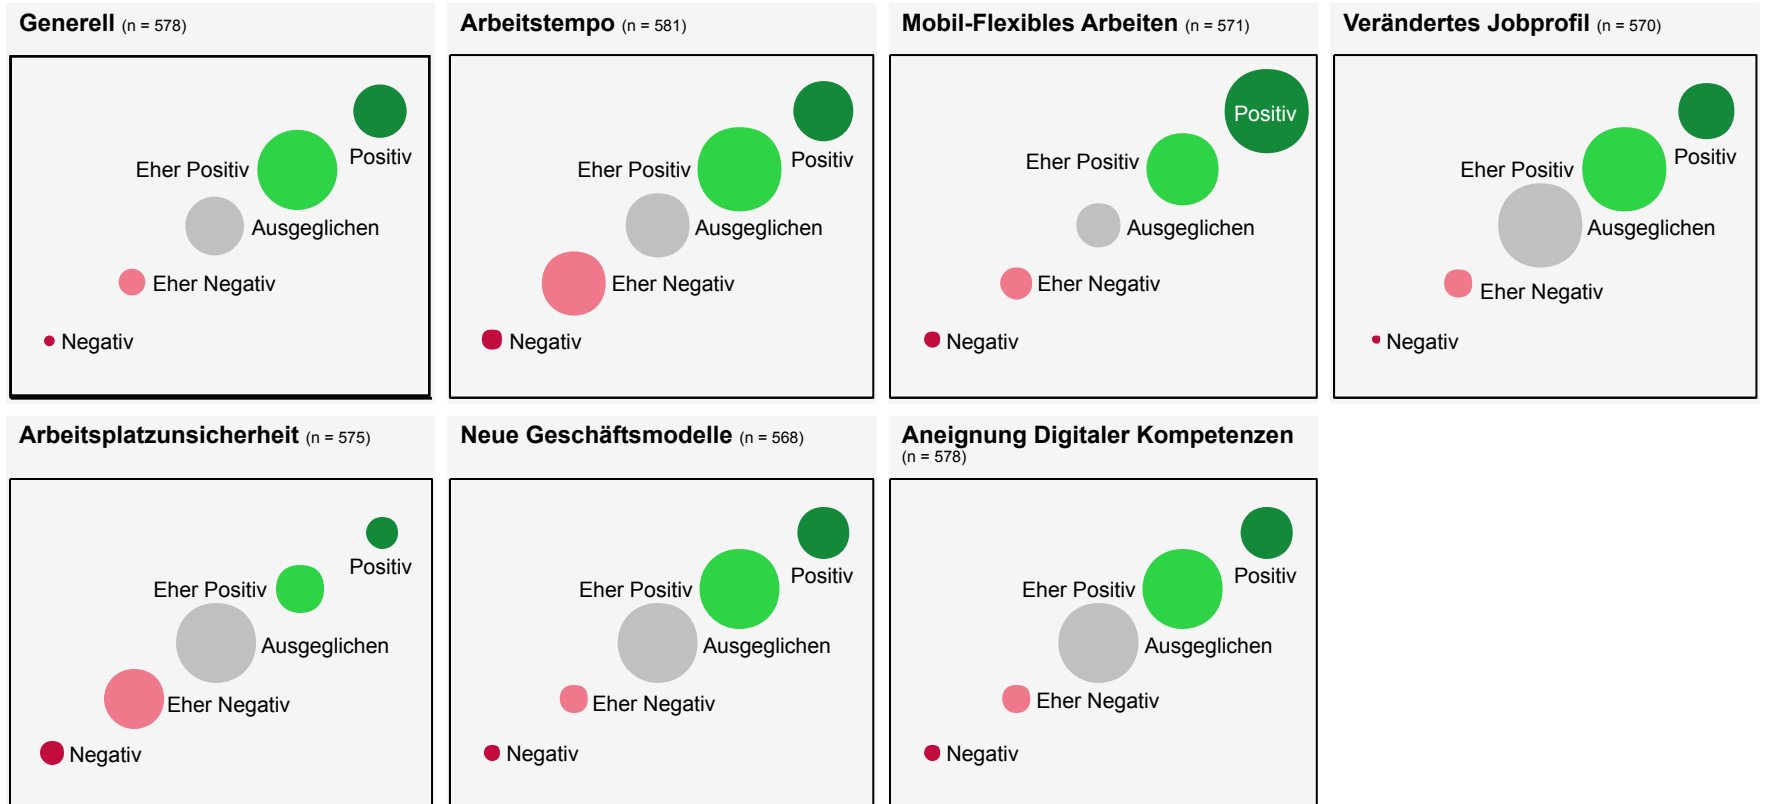 Generell (n = 578)
Positiv
Eher Positiv
Ausgeglichen
Eher Negativ
Negativ
Arbeitstempo (n = 581)
Positiv
Eher Positiv
Ausgeglichen
Eher Negativ
Negativ
Mobil-Flexibles Arbeiten (n = 571)
Positiv
Eher Positiv
Ausgeglichen
Eher Negativ
Negativ
Verändertes Jobprofil (n = 570)
Positiv
Eher Positiv
Ausgeglichen
Eher Negativ
Negativ
Arbeitsplatzunsicherheit (n = 575)
Positiv
Eher Positiv
Ausgeglichen
Eher Negativ
Negativ
Neue Geschäftsmodelle (n = 568)
Positiv
Eher Positiv
Ausgeglichen
Eher Negativ
Negativ
Aneignung Digitaler Kompetenzen
(n = 578)
Positiv
Eher Positiv
Ausgeglichen
Eher Negativ
Negativ